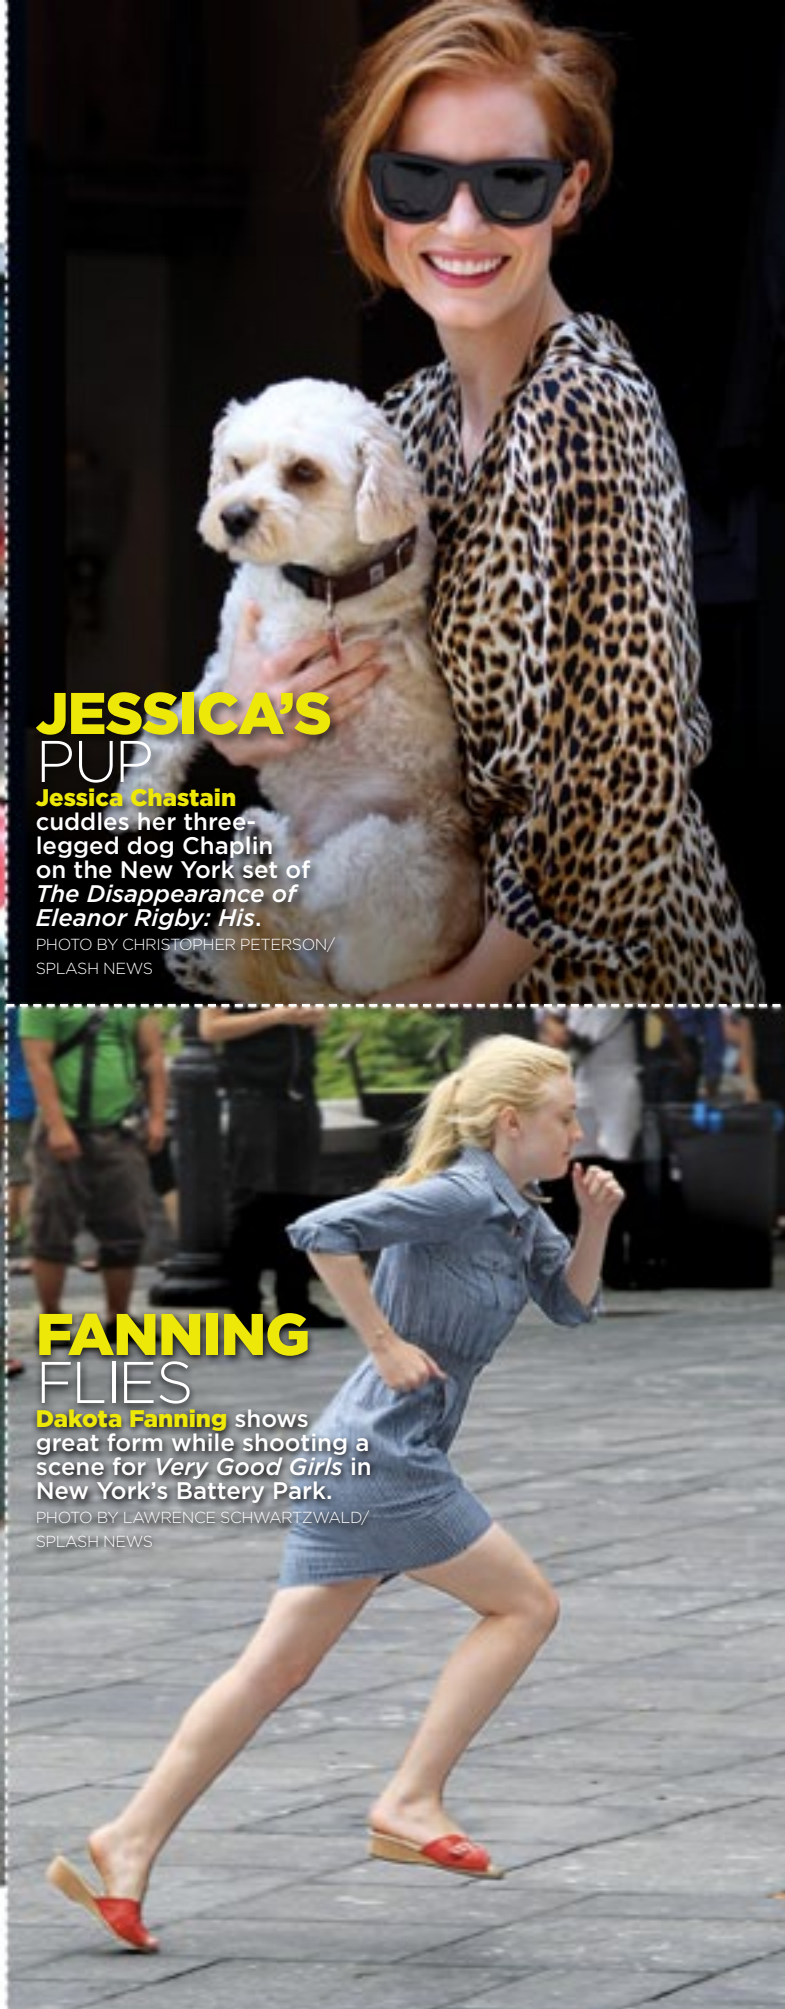 JESSICA'S
PUP
Jessica Chastain
cuddles her three-
legged dog Chaplin
on the New York set of
The Disappearance of
Eleanor Rigby: His.
PHOTO BY CHRISTOPHER PETERSON/
SPLASH NEWS
FANNING
FLIES
Dakota Fanning shows
great form while shooting a
scene for Very Good Girls in
New York's Battery Park.
PHOTO BY LAWRENCE SCHWARTZWALD/
SPLASH NEWS